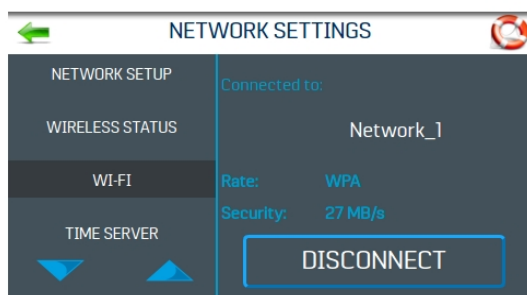 NETWORK SETTINGS
NETWORK SETUP
WIRELESS STATUS
WI-FI
TIME SERVER
Connected to:
Network_1
Rate: WPA
Security: 27 MB/s
DISCONNECT